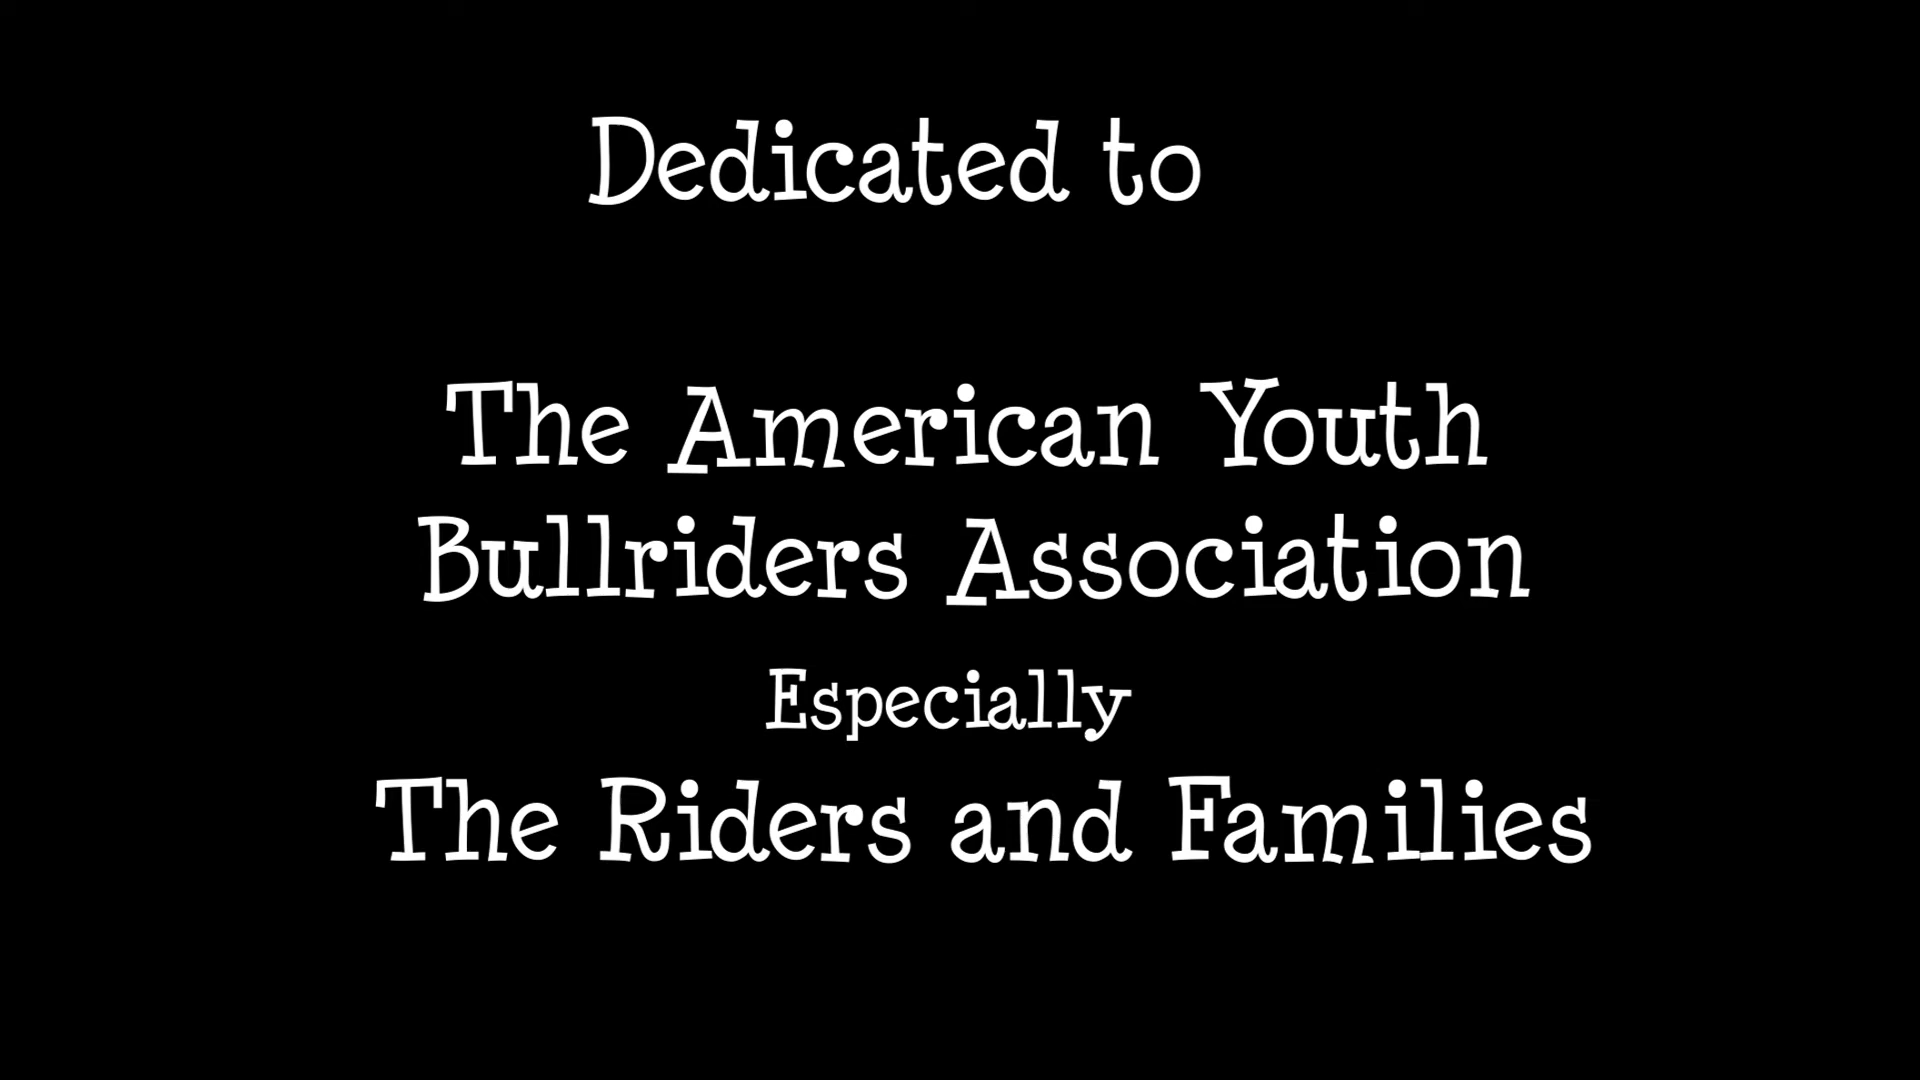 Dedicated to
The American Youth
Bullriders Association
Especially
The Riders and Families